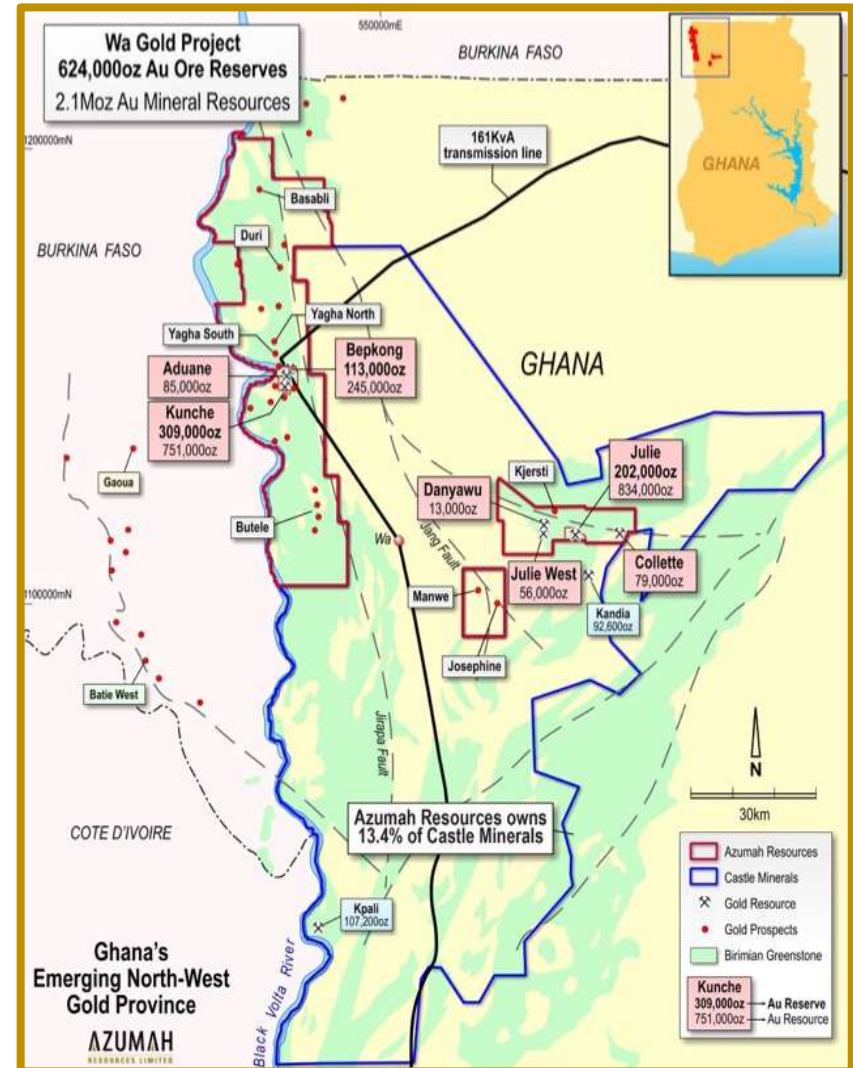 550000mE
Wa Gold Project
624,000oz Au Ore Reserves
2.1Moz Au Mineral Resources
BURKINA FASO
1200000mN
161KvA
transmission line
GHANA
Basabli
Duri
BURKINA FASO
Yagha North
Yagha South
Bepkong
113,000oz
245,000oz
Aduane
85,000oz
GHANA
Kunche
309,000oz
751,000oz
Julie
202,000oz
834,000oz
Kjersti
Gaoua
Danyawu
13,000oz
Butele
Wa
Jang Fault
Julie West
56,000oz
Collette
79,000oz
Manwe
Kandia
92,600oz
1100000mN
Josephine
Batie West
Jirapa Fault
N
30km
Azumah Resources owns
13.4% of Castle Minerals
COTE D'IVOIRE
Azumah Resources
Castle Minerals
Gold Resource
Gold Prospects
Birimian Greenstone
Kpali
107,200oz
Black Volta River
Ghana's
Emerging North-West
Gold Province
AZUMAH
RESOURCES LIMITED
Kunche
309,000oz Au Reserve
751,000oz Au Resource